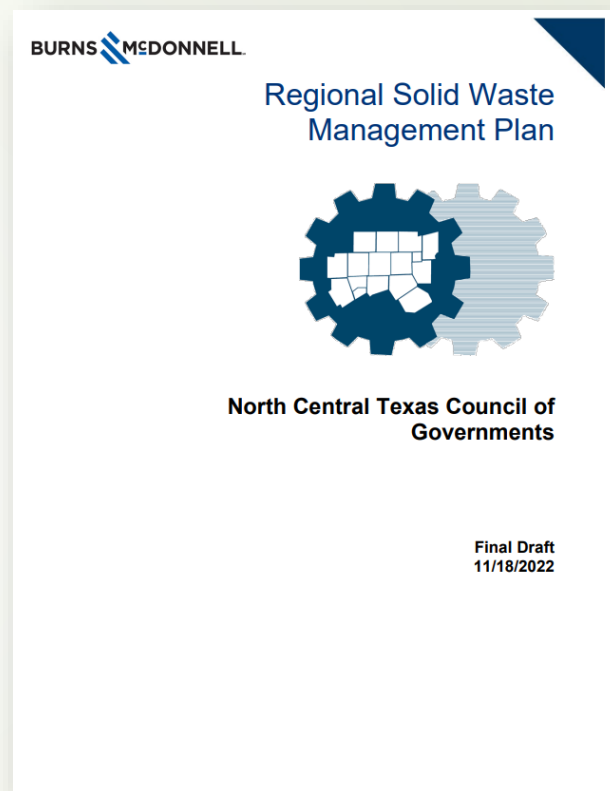 BURNS McDONNELL.
Regional Solid Waste
Management Plan
North Central Texas Council of
Governments
Final Draft
11/18/2022